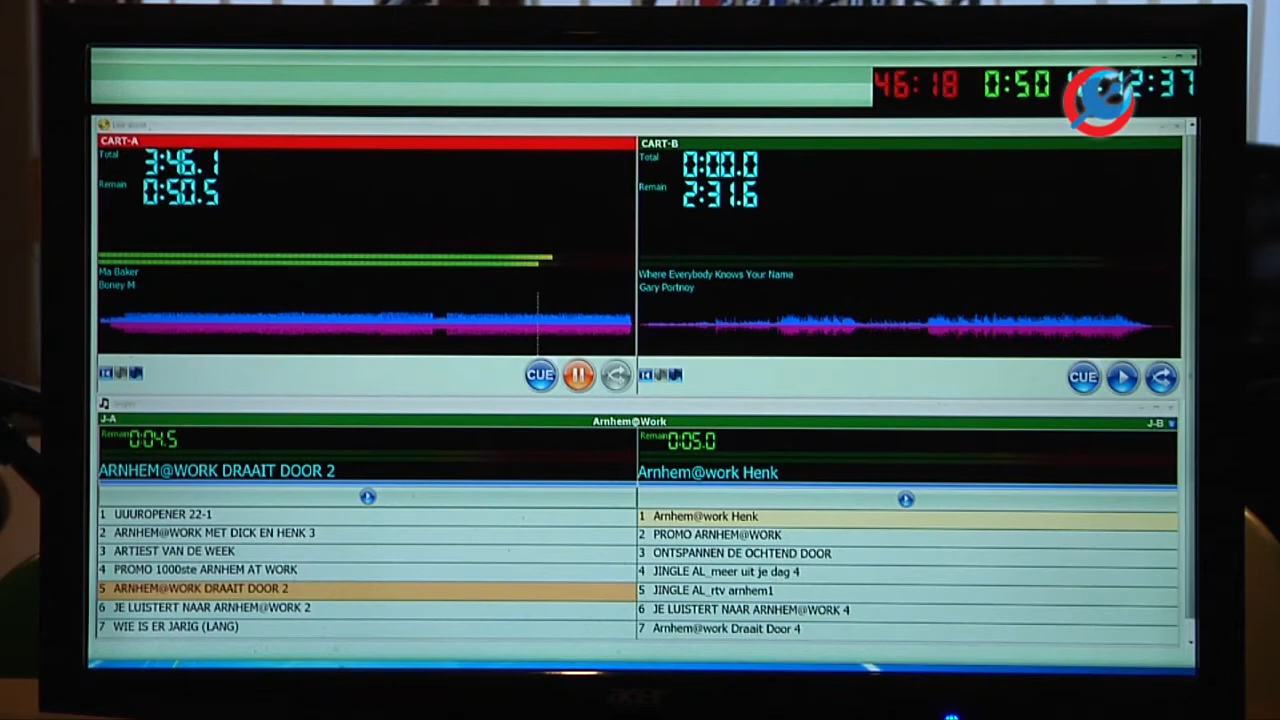 46:18 0:50 12:37
CART-A
Total 3:46.1
Remain 0:50.5
Ma Baker
Boney M
CUE
CART-B
Total 0:00.0
Remain 2:31.6
Where Everybody Knows Your Name
Gary Portnoy
CUE
J-A Arnhem@Work J-B
Remain 0:04.5
ARNHEM@WORK DRAAIT DOOR 2
1 UUUROPENER 22-1
2 ARNHEM@WORK MET DICK EN HENK 3
3 ARTIEST VAN DE WEEK
4 PROMO 1000ste ARNHEM AT WORK
5 ARNHEM@WORK DRAAIT DOOR 2
6 JE LUISTERT NAAR ARNHEM@WORK 2
7 WIE IS ER JARIG (LANG)
Remain 0:05.0
Arnhem@work Henk
1 Arnhem@work Henk
2 PROMO ARNHEM@WORK
3 ONTSPANNEN DE OCHTEND DOOR
4 JINGLE AL_meer uit je dag 4
5 JINGLE AL_rtv arnhem1
6 JE LUISTERT NAAR ARNHEM@WORK 4
7 Arnhem@work Draait Door 4
acer